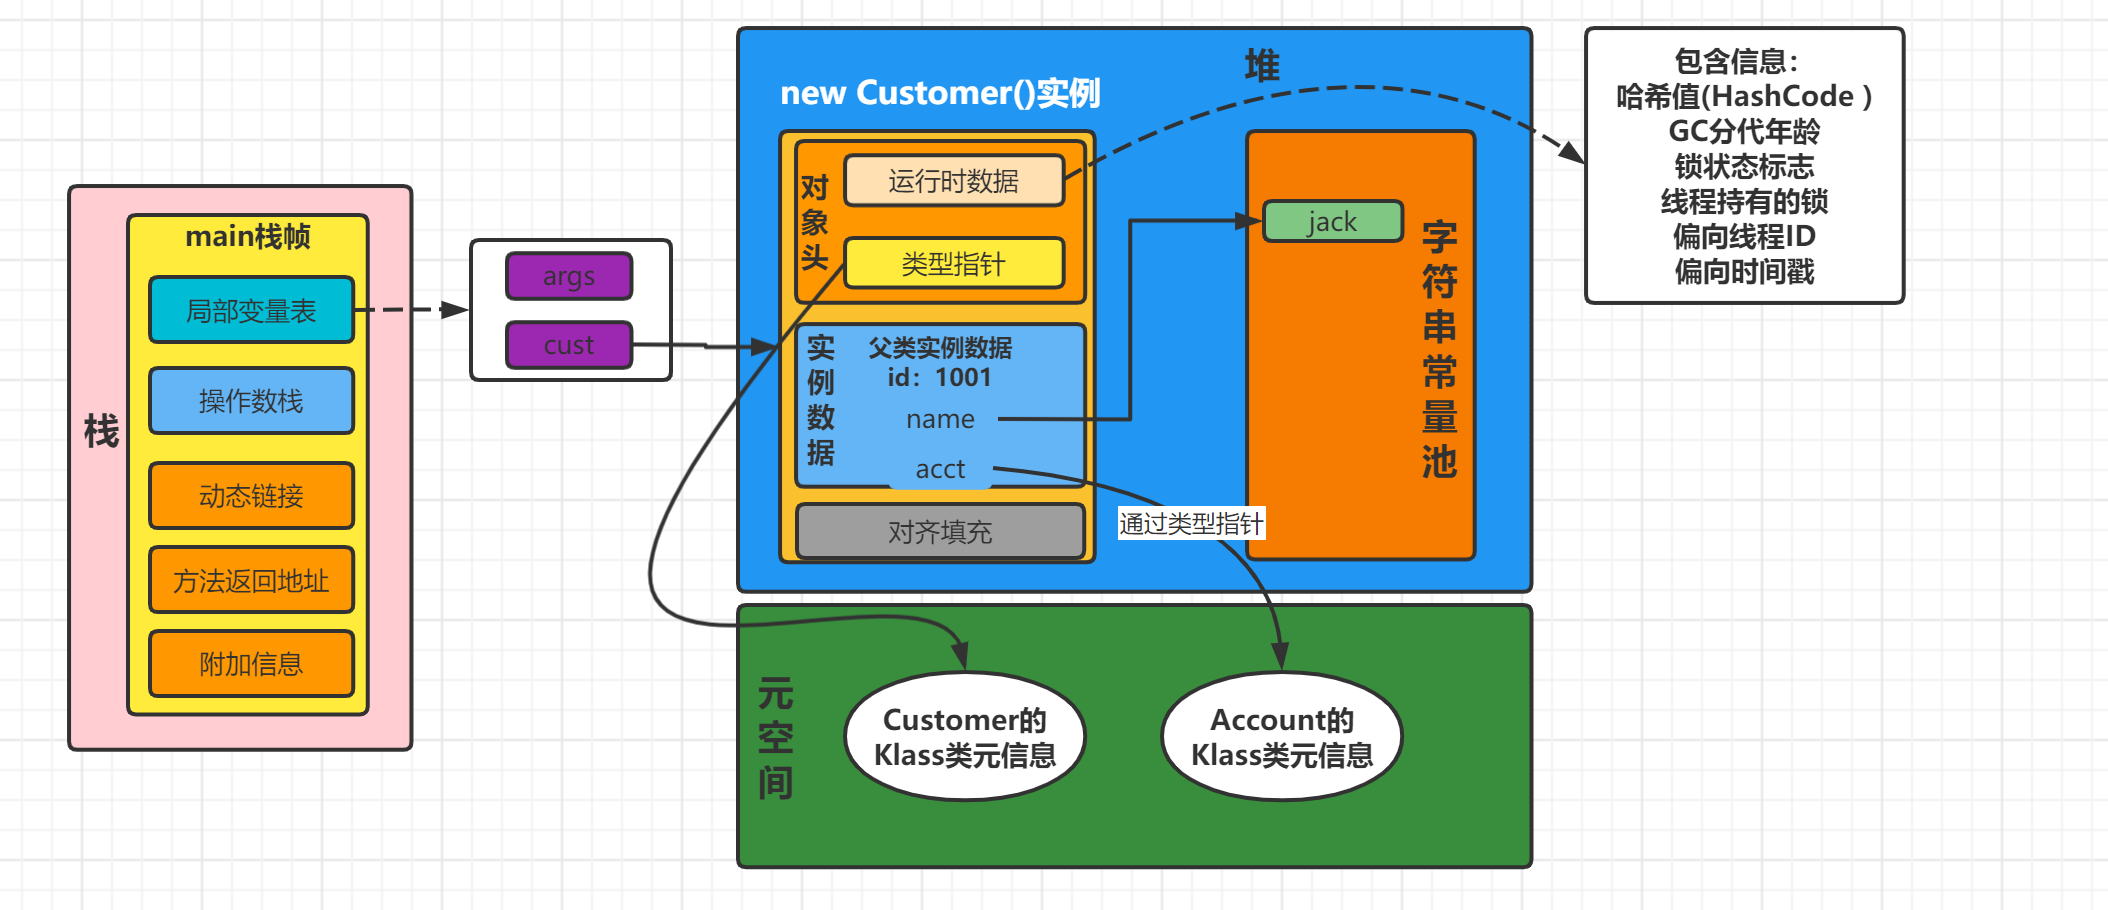 栈
main栈帧
局部变量表
操作数栈
动态链接
方法返回地址
附加信息
args
cust
堆
new Customer()实例
对象头
运行时数据
类型指针
实例数据
父类实例数据
id：1001
name
acct
对齐填充
jack
字符串常量池
通过类型指针
包含信息：
哈希值(HashCode )
GC分代年龄
锁状态标志
线程持有的锁
偏向线程ID
偏向时间戳
元空间
Customer的
Klass类元信息
Account的
Klass类元信息